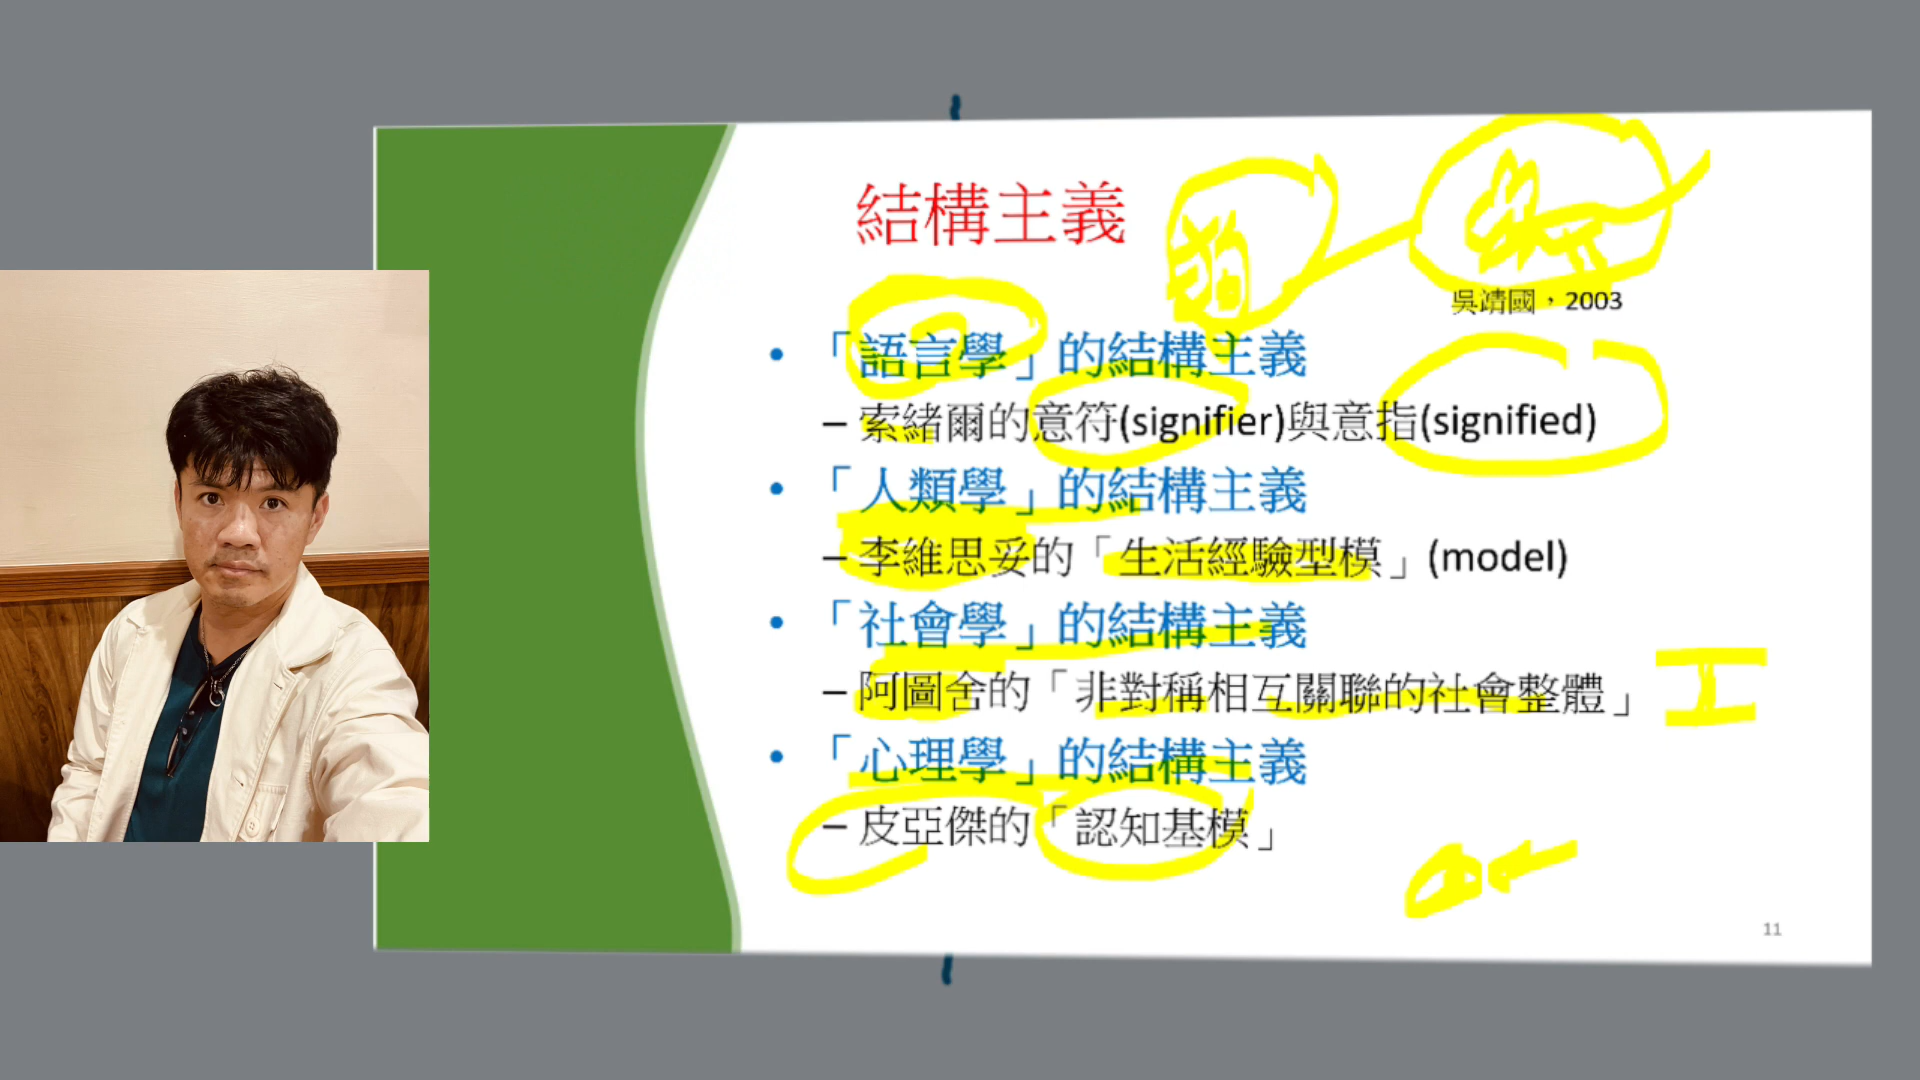 結構主義
狗
吳靖國，2003
•「語言學」的結構主義
–索緒爾的意符(signifier)與意指(signified)
•「人類學」的結構主義
–李維思妥的「生活經驗型模」(model)
•「社會學」的結構主義
–阿圖舍的「非對稱相互關聯的社會整體」
工
•「心理學」的結構主義
–皮亞傑的「認知基模」
11